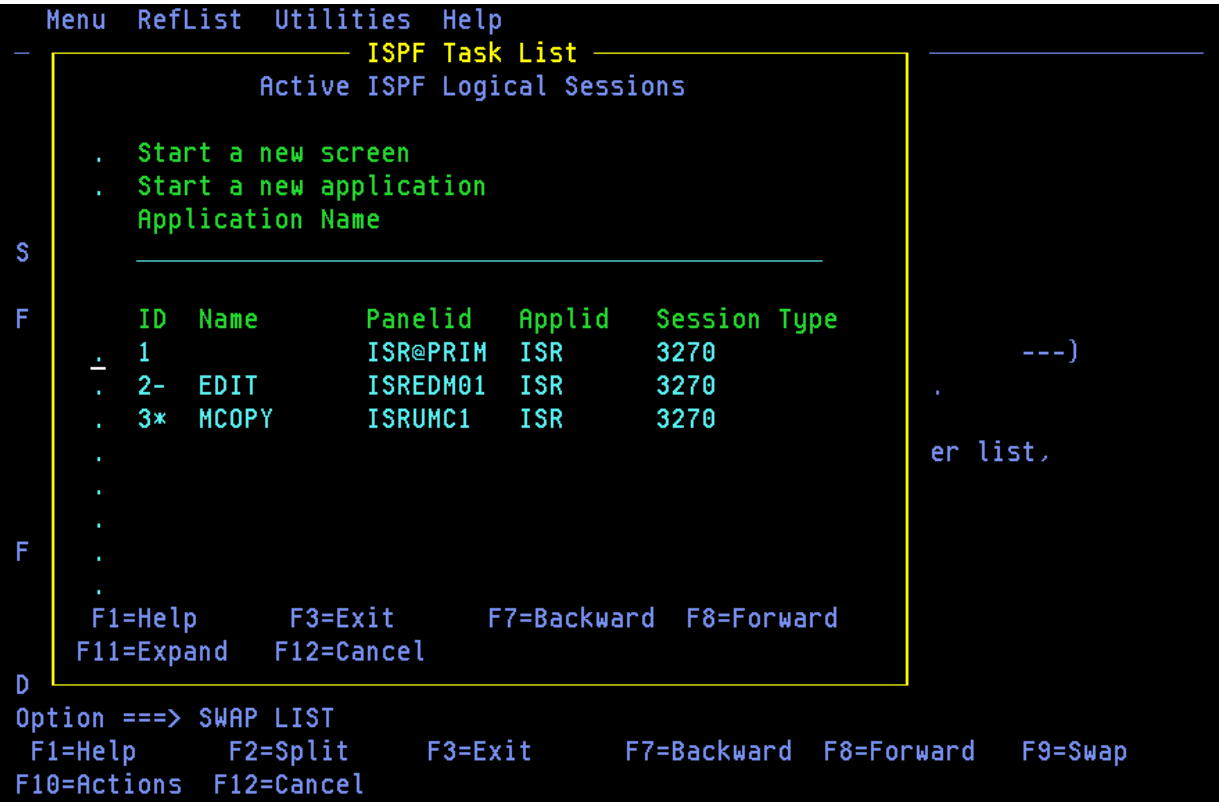 Menu RefList Utilities Help
ISPF Task List
Active ISPF Logical Sessions
. Start a new screen
. Start a new application
Application Name
S
F ID Name Panelid Applid Session Type
. 1 ISR@PRIM ISR 3270 ---)
. 2- EDIT ISREDM01 ISR 3270 .
. 3* MCOPY ISRUMC1 ISR 3270
. er list,
.
.
F .
.
F1=Help F3=Exit F7=Backward F8=Forward
F11=Expand F12=Cancel
D
Option ===> SWAP LIST
F1=Help F2=Split F3=Exit F7=Backward F8=Forward F9=Swap
F10=Actions F12=Cancel